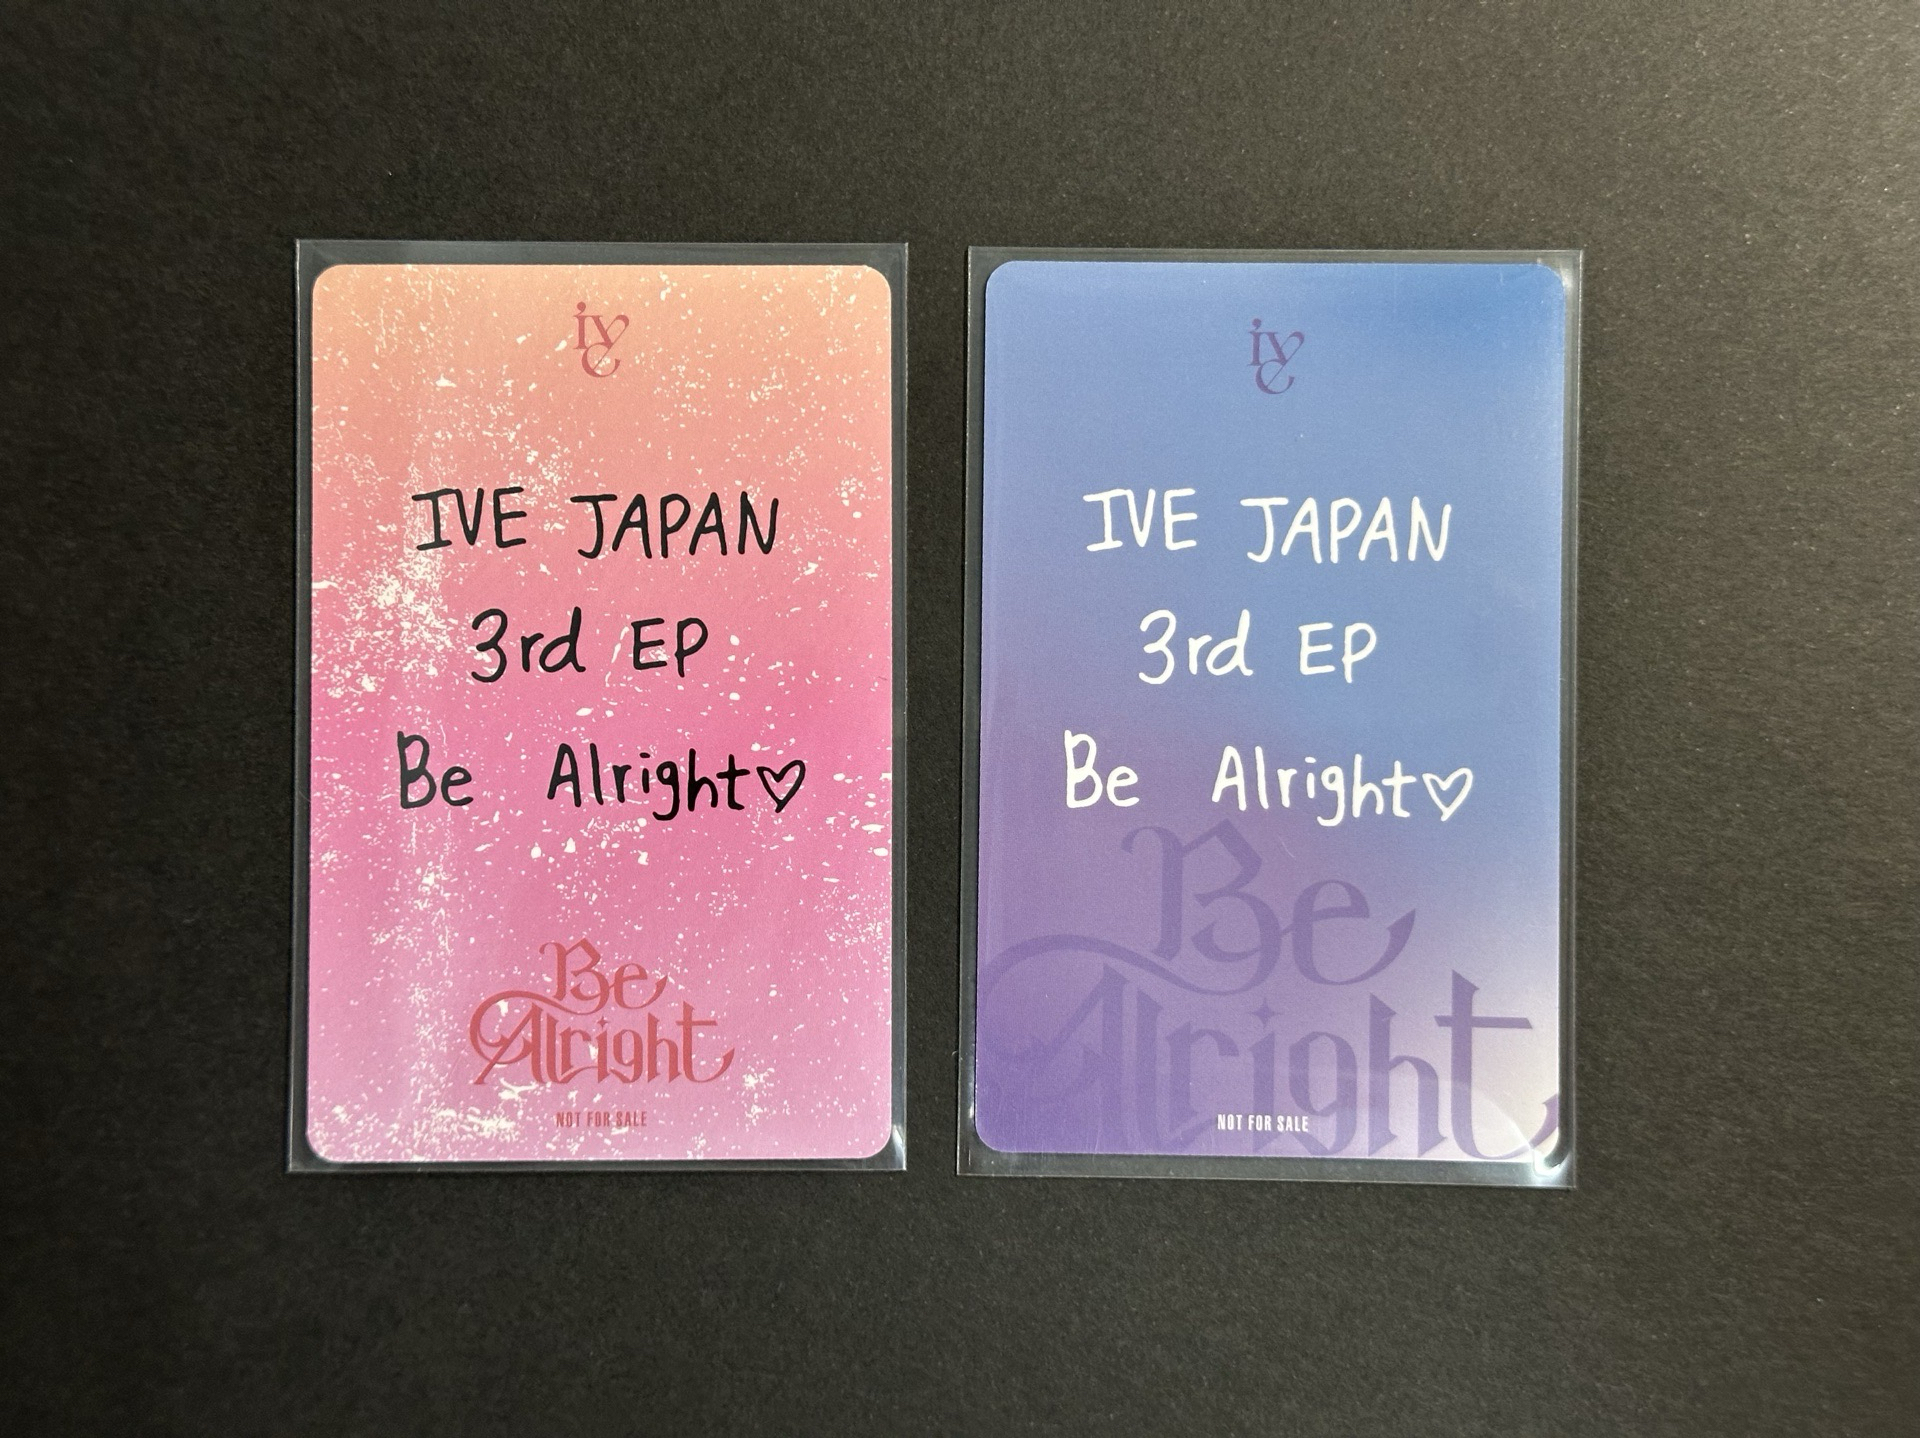 ive
IVE JAPAN
3rd EP
Be Alright♡
Be
Alright
NOT FOR SALE
ive
IVE JAPAN
3rd EP
Be Alright♡
Be
Alright
NOT FOR SALE